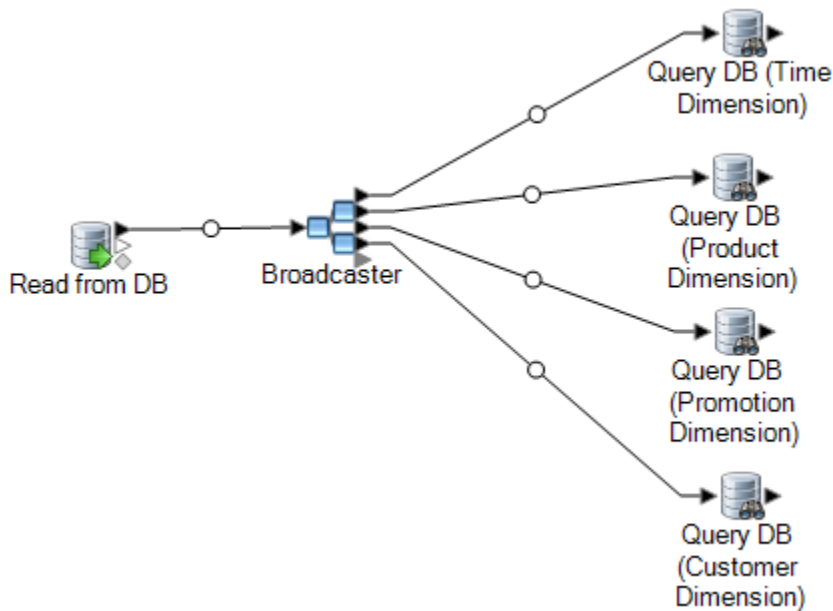 Query DB (Time
Dimension)
Query DB
(Product
Dimension)
Read from DB
Broadcaster
Query DB
(Promotion
Dimension)
Query DB
(Customer
Dimension)